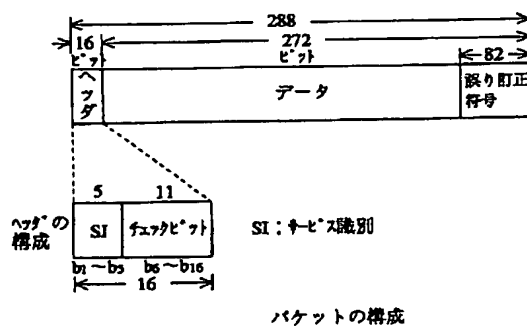 288
16
ビット
272
ビット
82
ヘッダ
データ
誤り訂正
符号
5
11
ヘッダの
構成
SI
チェックビット
SI:サービス識別
b1〜b5
b6〜b16
16
パケットの構成